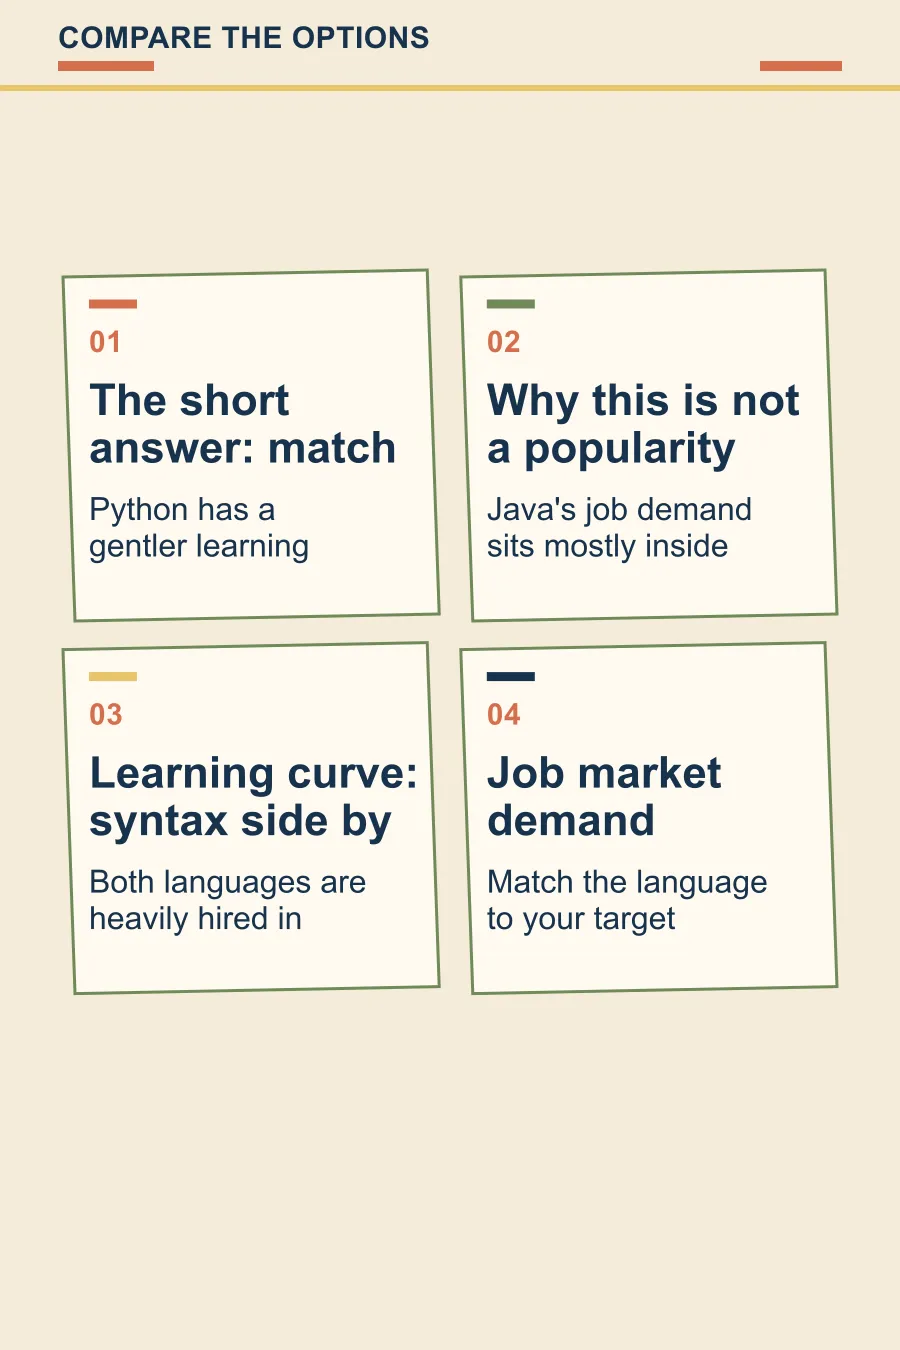 COMPARE THE OPTIONS
01
The short
answer: match
Python has a
gentler learning
02
Why this is not
a popularity
Java's job demand
sits mostly inside
03
Learning curve:
syntax side by
Both languages are
heavily hired in
04
Job market
demand
Match the language
to your target